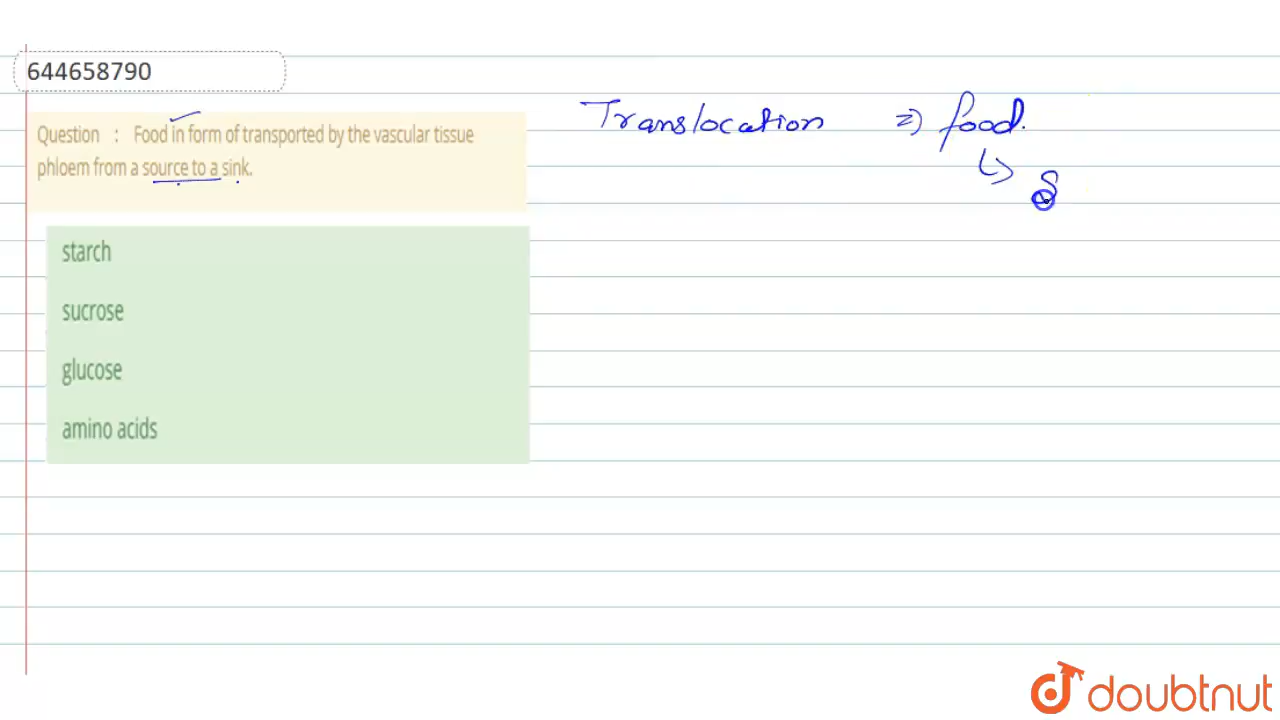 644658790
Translocation => food.
Question : Food in form of transported by the vascular tissue
phloem from a source to a sink.
S
starch
sucrose
glucose
amino acids
doubtnut